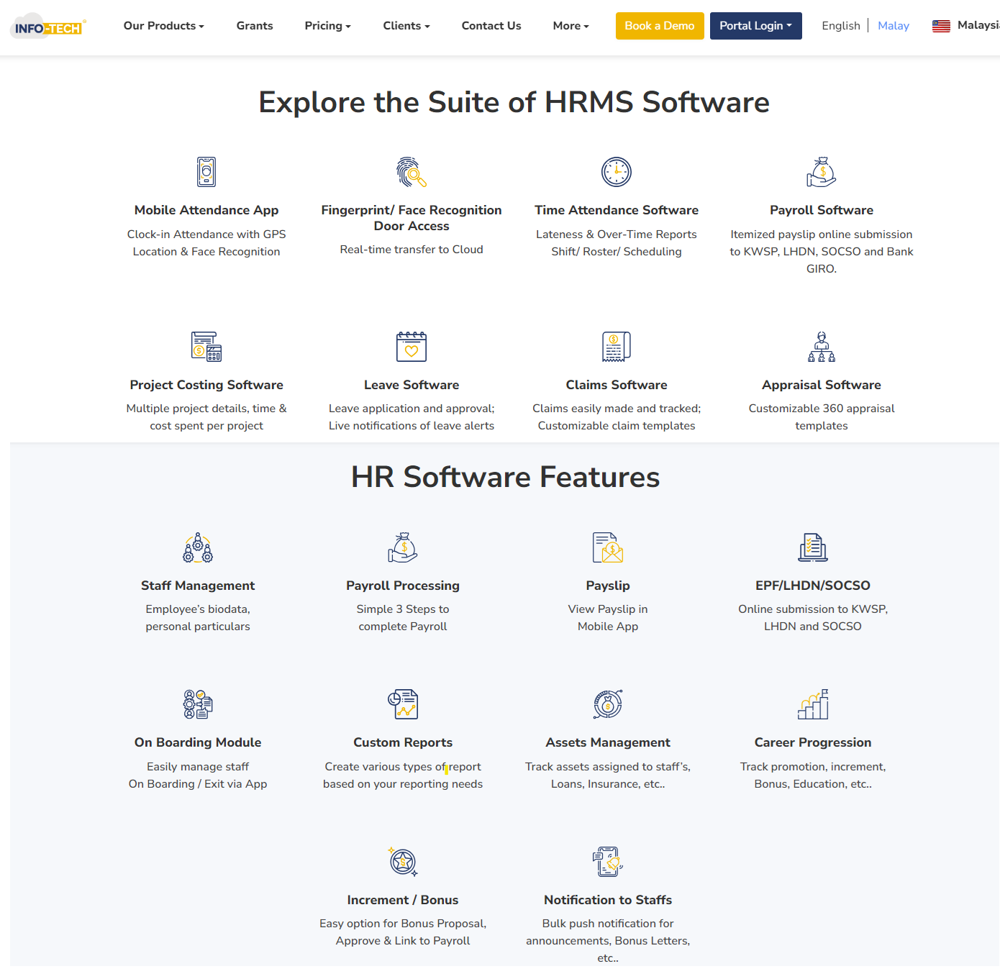 INFO-TECH®
Our Products
Grants
Pricing
Clients
Contact Us
More
Book a Demo
Portal Login
English
Malay
Explore the Suite of HRMS Software
Mobile Attendance App
Clock-in Attendance with GPS
Location & Face Recognition
Fingerprint/ Face Recognition
Door Access
Real-time transfer to Cloud
Time Attendance Software
Lateness & Over-Time Reports
Shift/ Roster/ Scheduling
Payroll Software
Itemized payslip online submission
to KWSP, LHDN, SOCSO and Bank
GIRO.
Project Costing Software
Multiple project details, time &
cost spent per project
Leave Software
Leave application and approval;
Live notifications of leave alerts
Claims Software
Claims easily made and tracked;
Customizable claim templates
Appraisal Software
Customizable 360 appraisal
templates
HR Software Features
Staff Management
Employee’s biodata,
personal particulars
Payroll Processing
Simple 3 Steps to
complete Payroll
Payslip
View Payslip in
Mobile App
EPF/LHDN/SOCSO
Online submission to KWSP,
LHDN and SOCSO
On Boarding Module
Easily manage staff
On Boarding / Exit via App
Custom Reports
Create various types of report
based on your reporting needs
Assets Management
Track assets assigned to staff’s,
Loans, Insurance, etc..
Career Progression
Track promotion, increment,
Bonus, Education, etc..
Increment / Bonus
Easy option for Bonus Proposal,
Approve & Link to Payroll
Notification to Staffs
Bulk push notification for
announcements, Bonus Letters,
etc..